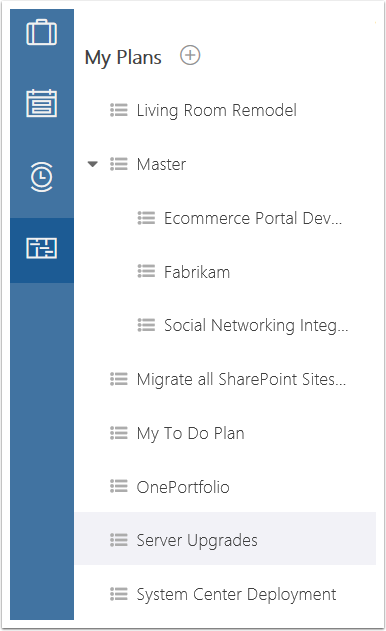 My Plans
Living Room Remodel
Master
Ecommerce Portal Dev...
Fabrikam
Social Networking Integ...
Migrate all SharePoint Sites...
My To Do Plan
OnePortfolio
Server Upgrades
System Center Deployment